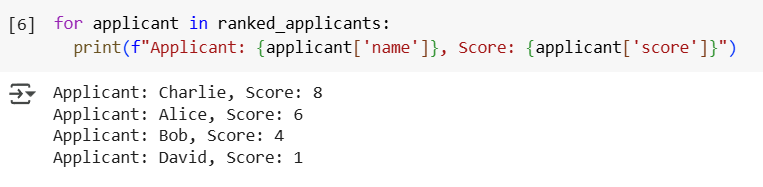 [6] for applicant in ranked_applicants:
print(f"Applicant: {applicant['name']}, Score: {applicant['score']}")
Applicant: Charlie, Score: 8
Applicant: Alice, Score: 6
Applicant: Bob, Score: 4
Applicant: David, Score: 1